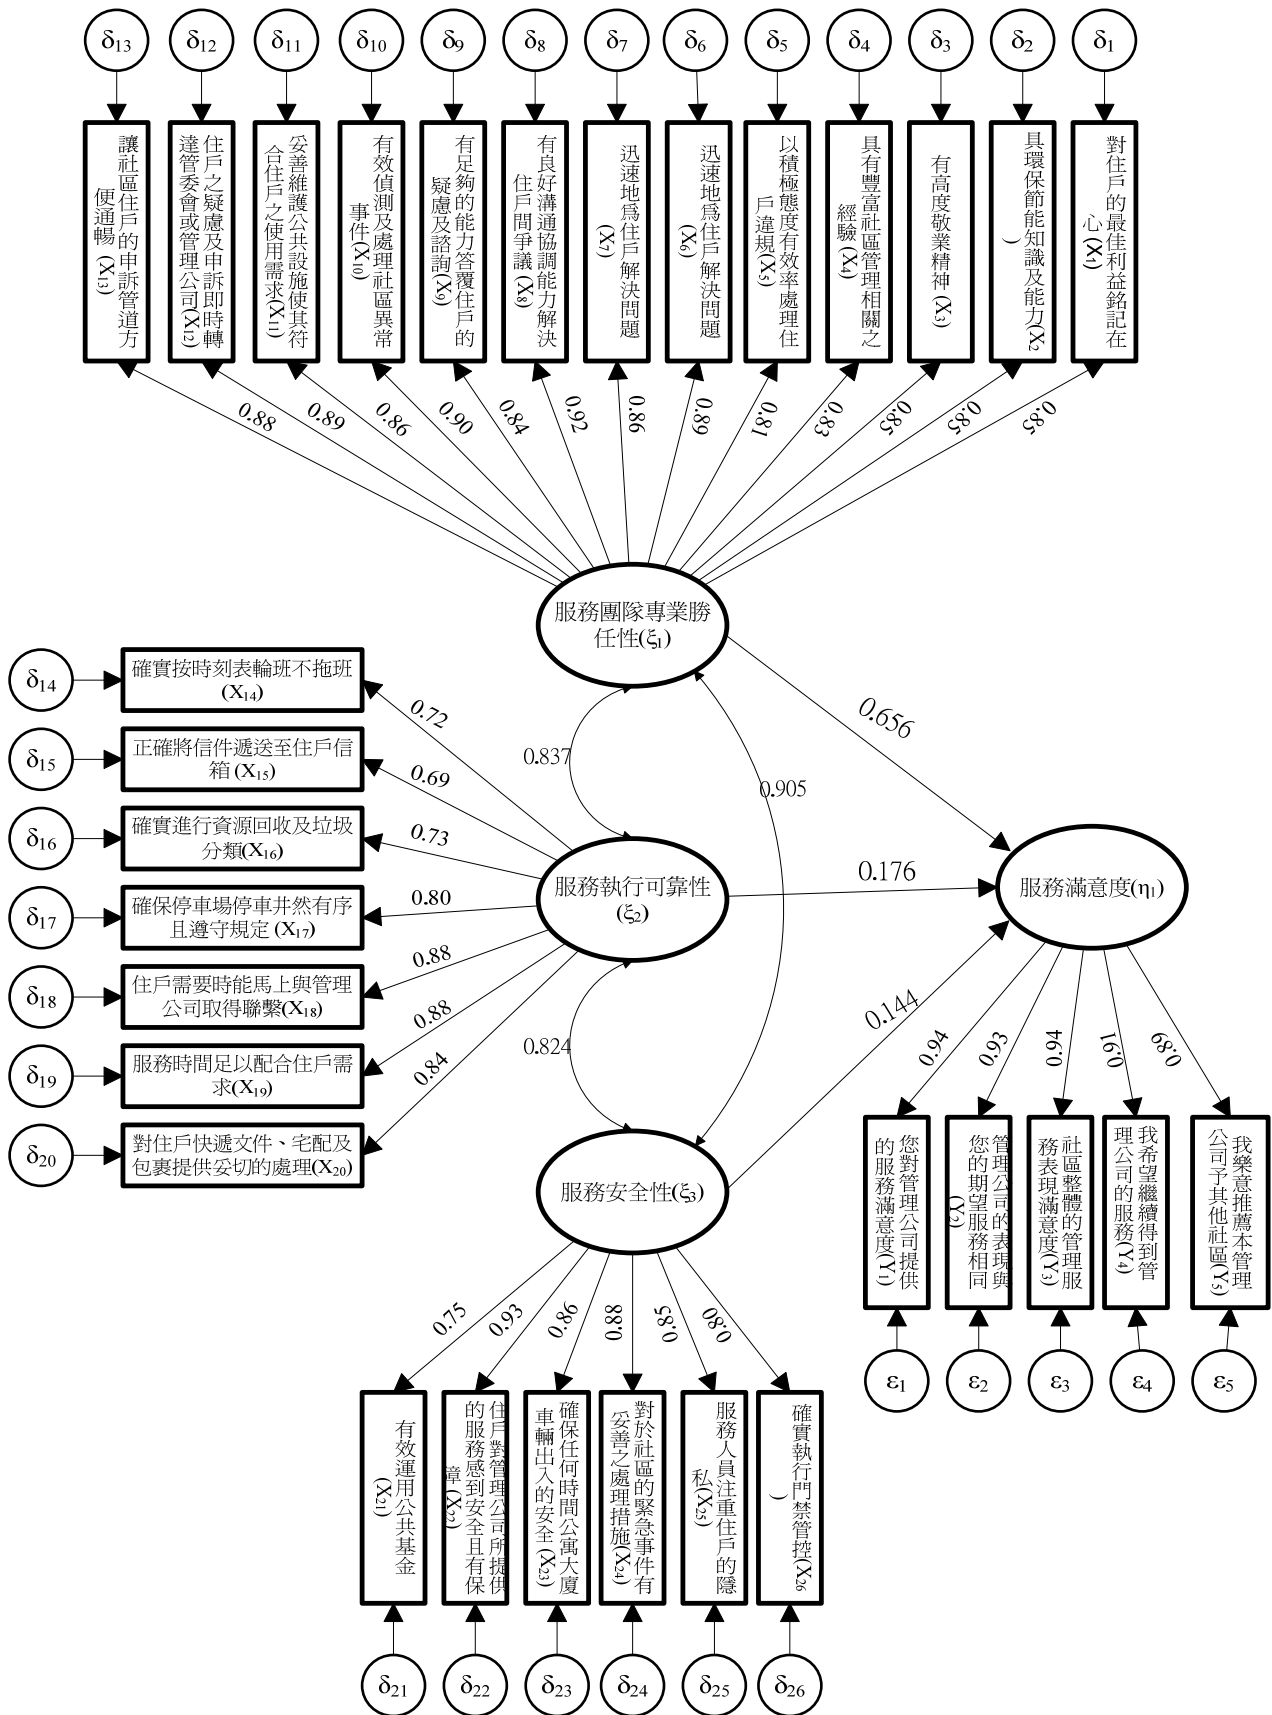 δ13
δ12
δ11
δ10
δ9
δ8
δ7
δ6
δ5
δ4
δ3
δ2
δ1
讓社區住戶的申訴管道方
便通暢 (X13)
住戶之疑慮及申訴即時轉
達管委會或管理公司(X12)
妥善維護公共設施使其符
合住戶之使用需求(X11)
有效偵測及處理社區異常
事件(X10)
有足夠的能力答覆住戶的
疑慮及諮詢(X9)
有良好溝通協調能力解決
住戶間爭議 (X8)
迅速地爲住戶解決問題
(X7)
迅速地爲住戶解決問題
(X6)
以積極態度有效率處理住
戶違規(X5)
具有豐富社區管理相關之
經驗 (X4)
有高度敬業精神 (X3)
具環保節能知識及能力(X2
)
對住戶的最佳利益銘記在
心 (X1)
0.88
0.89
0.86
0.90
0.84
0.92
0.86
0.89
0.81
0.83
0.85
0.85
0.85
服務團隊專業勝
任性(ξ1)
δ14
確實按時刻表輪班不拖班
(X14)
δ15
正確將信件遞送至住戶信
箱 (X15)
δ16
確實進行資源回收及垃圾
分類(X16)
δ17
確保停車場停車井然有序
且遵守規定 (X17)
δ18
住戶需要時能馬上與管理
公司取得聯繫(X18)
δ19
服務時間足以配合住戶需
求(X19)
δ20
對住戶快遞文件、宅配及
包裹提供妥切的處理(X20)
0.72
0.69
0.73
0.80
0.88
0.88
0.84
0.837
0.905
0.824
0.656
0.176
0.144
服務執行可靠性
(ξ2)
服務滿意度(η1)
服務安全性(ξ3)
0.94
0.93
0.94
0.91
0.89
您對管理公司提供
的服務滿意度(Y1)
管理公司的表現與
您的期望服務相同
(Y2)
社區整體的管理服
務表現滿意度(Y3)
我希望繼續得到管
理公司的服務(Y4)
我樂意推薦本管理
公司予其他社區(Y5)
ε1
ε2
ε3
ε4
ε5
0.75
0.93
0.86
0.88
0.85
0.80
有效運用公共基金
(X21)
住戶對管理公司所提供
的服務感到安全且有保
障 (X22)
確保任何時間公寓大廈
車輛出入的安全 (X23)
對於社區的緊急事件有
妥善之處理措施(X24)
服務人員注重住戶的隱
私(X25)
確實執行門禁管控(X26
)
δ21
δ22
δ23
δ24
δ25
δ26